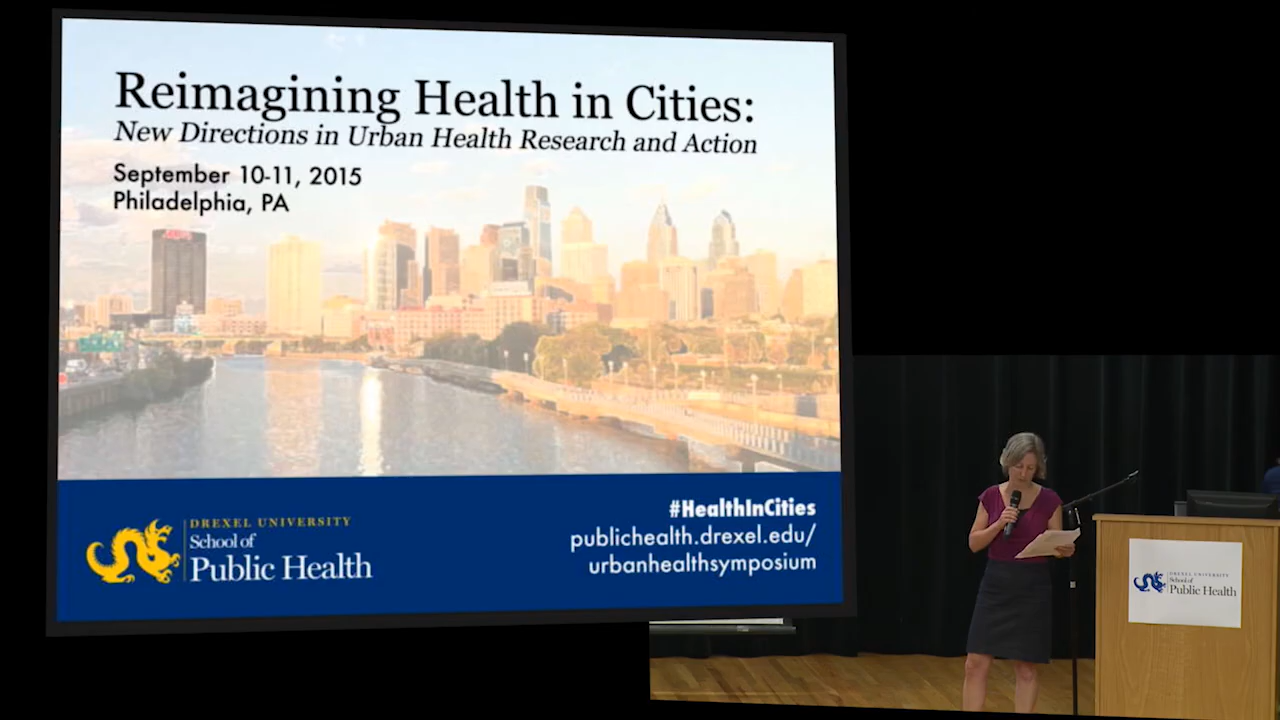 Reimagining Health in Cities:
New Directions in Urban Health Research and Action
September 10-11, 2015
Philadelphia, PA
DREXEL UNIVERSITY
School of
Public Health
#HealthInCities
publichealth.drexel.edu/
urbanhealthsymposium
DREXEL UNIVERSITY
School of
Public Health